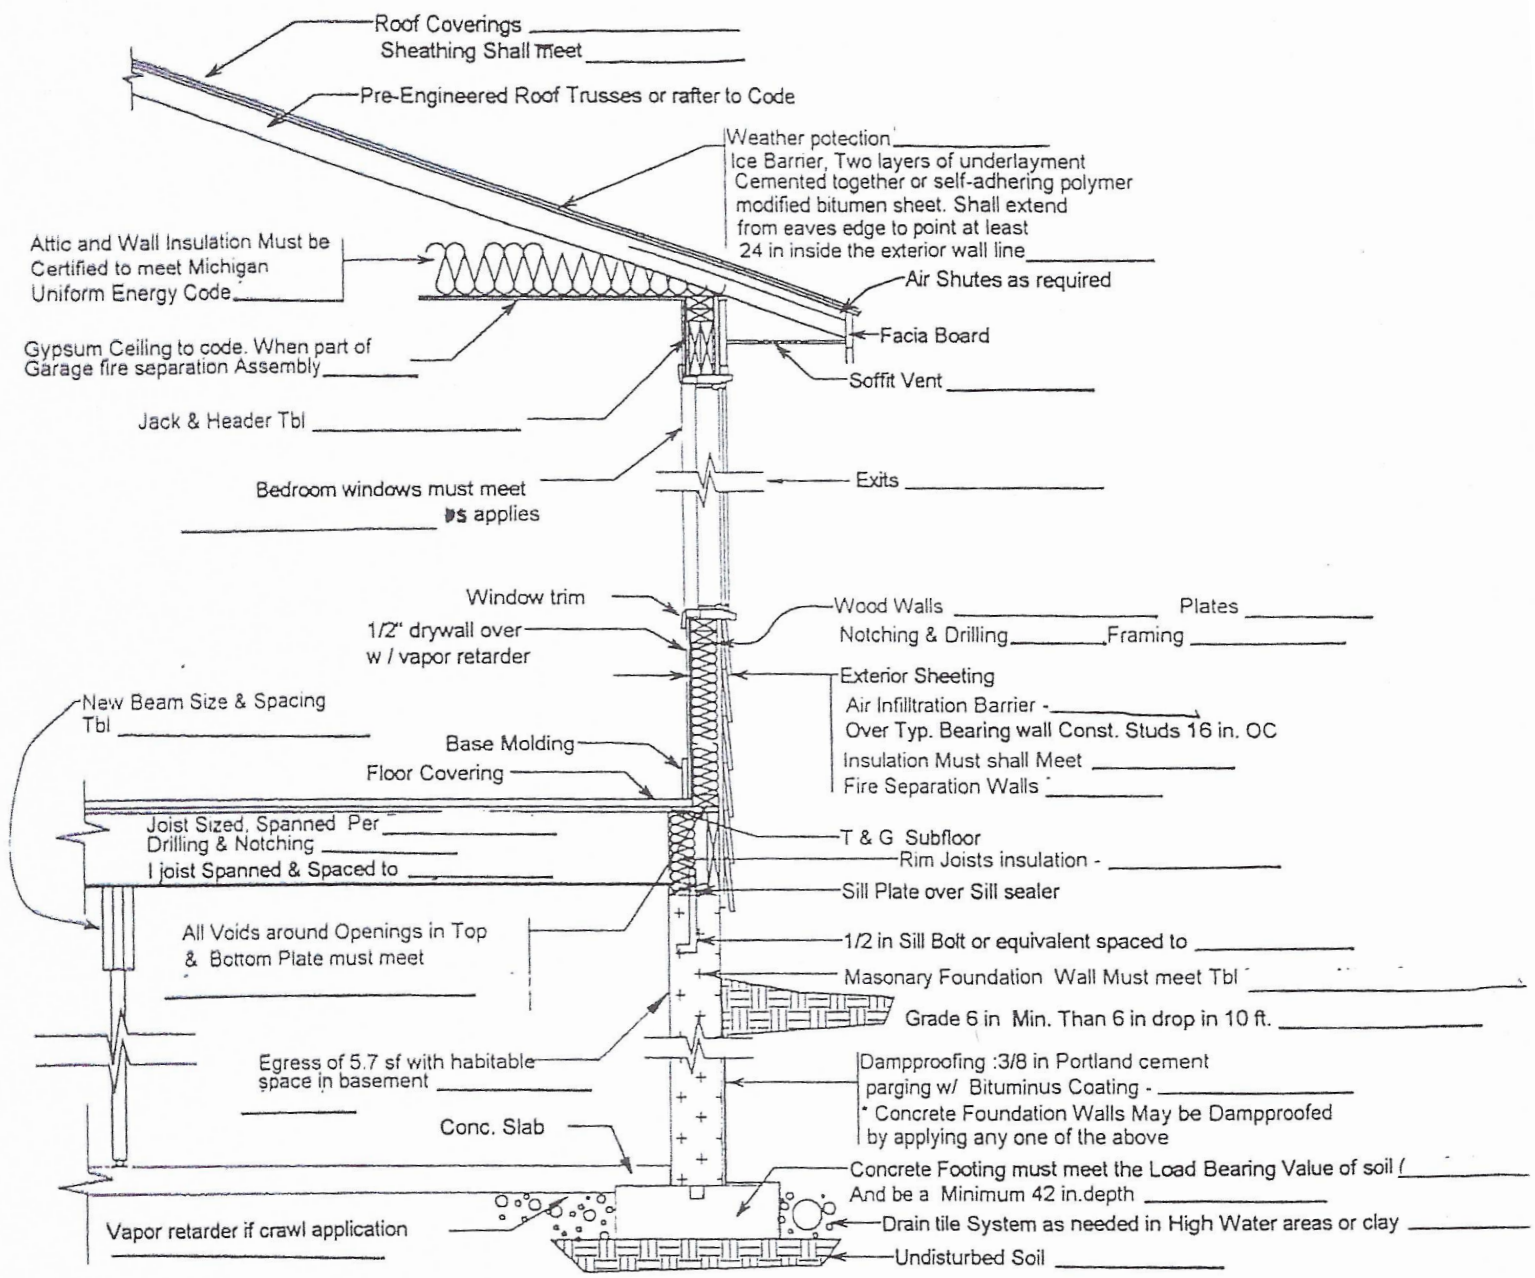 Roof Coverings
Sheathing Shall meet
Pre-Engineered Roof Trusses or rafter to Code
Weather potection
Ice Barrier, Two layers of underlayment
Cemented together or self-adhering polymer
modified bitumen sheet. Shall extend
from eaves edge to point at least
24 in inside the exterior wall line
Attic and Wall Insulation Must be
Certified to meet Michigan
Uniform Energy Code.
Air Shutes as required
Facia Board
Gypsum Ceiling to code. When part of
Garage fire separation Assembly
Soffit Vent
Jack & Header Tbl
Bedroom windows must meet
as applies
Exits
Window trim
1/2" drywall over
w / vapor retarder
Wood Walls Plates
Notching & Drilling Framing
Exterior Sheeting
Air Infilltration Barrier -
Over Typ. Bearing wall Const. Studs 16 in. OC
Insulation Must shall Meet
Fire Separation Walls
New Beam Size & Spacing
Tbl
Base Molding
Floor Covering
Joist Sized, Spanned Per
Drilling & Notching
I joist Spanned & Spaced to
T & G Subfloor
Rim Joists insulation -
Sill Plate over Sill sealer
All Voids around Openings in Top
& Bottom Plate must meet
1/2 in Sill Bolt or equivalent spaced to
Masonary Foundation Wall Must meet Tbl
Grade 6 in Min. Than 6 in drop in 10 ft.
Egress of 5.7 sf with habitable
space in basement
Dampproofing :3/8 in Portland cement
parging w/ Bituminus Coating -
* Concrete Foundation Walls May be Dampproofed
by applying any one of the above
Conc. Slab
Concrete Footing must meet the Load Bearing Value of soil (
And be a Minimum 42 in.depth
Vapor retarder if crawl application
Drain tile System as needed in High Water areas or clay
Undisturbed Soil